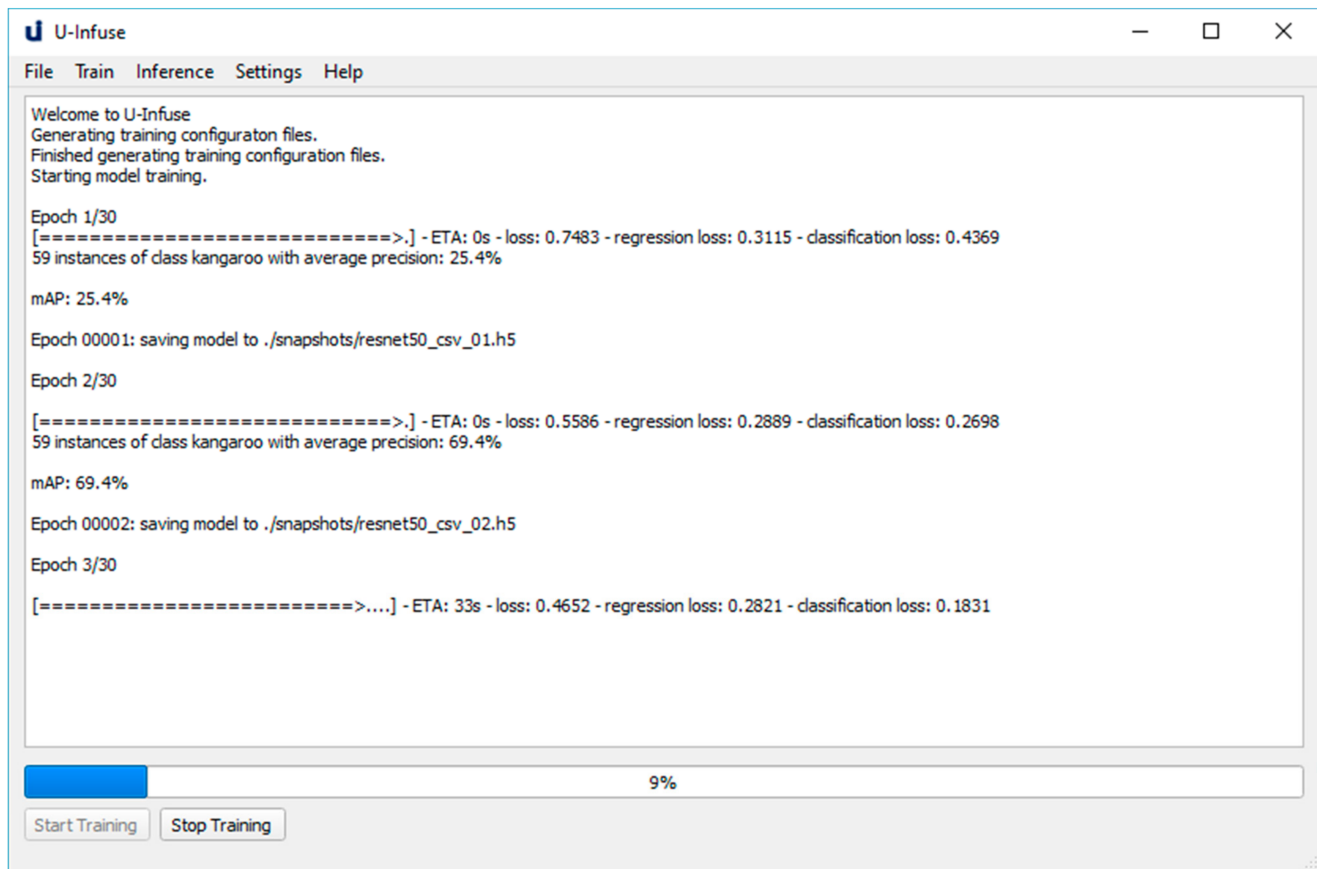 U-Infuse
File Train Inference Settings Help
Welcome to U-Infuse
Generating training configuraton files.
Finished generating training configuration files.
Starting model training.
Epoch 1/30
[============================>.] - ETA: 0s - loss: 0.7483 - regression loss: 0.3115 - classification loss: 0.4369
59 instances of class kangaroo with average precision: 25.4%
mAP: 25.4%
Epoch 00001: saving model to ./snapshots/resnet50_csv_01.h5
Epoch 2/30
[============================>.] - ETA: 0s - loss: 0.5586 - regression loss: 0.2889 - classification loss: 0.2698
59 instances of class kangaroo with average precision: 69.4%
mAP: 69.4%
Epoch 00002: saving model to ./snapshots/resnet50_csv_02.h5
Epoch 3/30
[=========================>....] - ETA: 33s - loss: 0.4652 - regression loss: 0.2821 - classification loss: 0.1831
9%
Start Training Stop Training